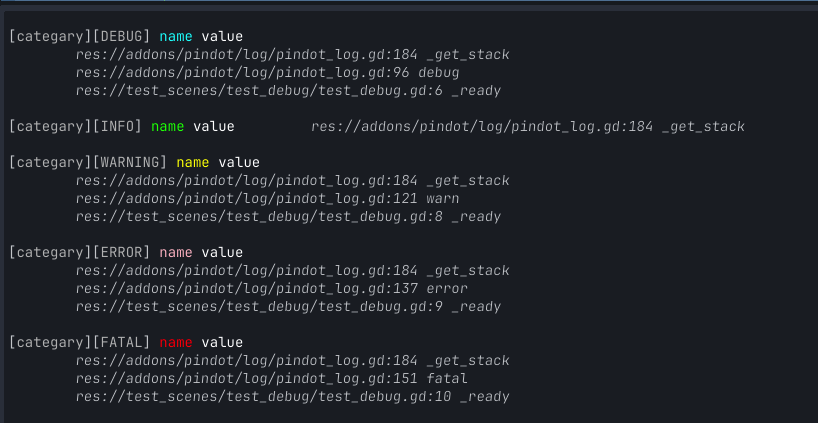 [categary][DEBUG] name value
res://addons/pindot/log/pindot_log.gd:184 _get_stack
res://addons/pindot/log/pindot_log.gd:96 debug
res://test_scenes/test_debug/test_debug.gd:6 _ready
[categary][INFO] name value res://addons/pindot/log/pindot_log.gd:184 _get_stack
[categary][WARNING] name value
res://addons/pindot/log/pindot_log.gd:184 _get_stack
res://addons/pindot/log/pindot_log.gd:121 warn
res://test_scenes/test_debug/test_debug.gd:8 _ready
[categary][ERROR] name value
res://addons/pindot/log/pindot_log.gd:184 _get_stack
res://addons/pindot/log/pindot_log.gd:137 error
res://test_scenes/test_debug/test_debug.gd:9 _ready
[categary][FATAL] name value
res://addons/pindot/log/pindot_log.gd:184 _get_stack
res://addons/pindot/log/pindot_log.gd:151 fatal
res://test_scenes/test_debug/test_debug.gd:10 _ready